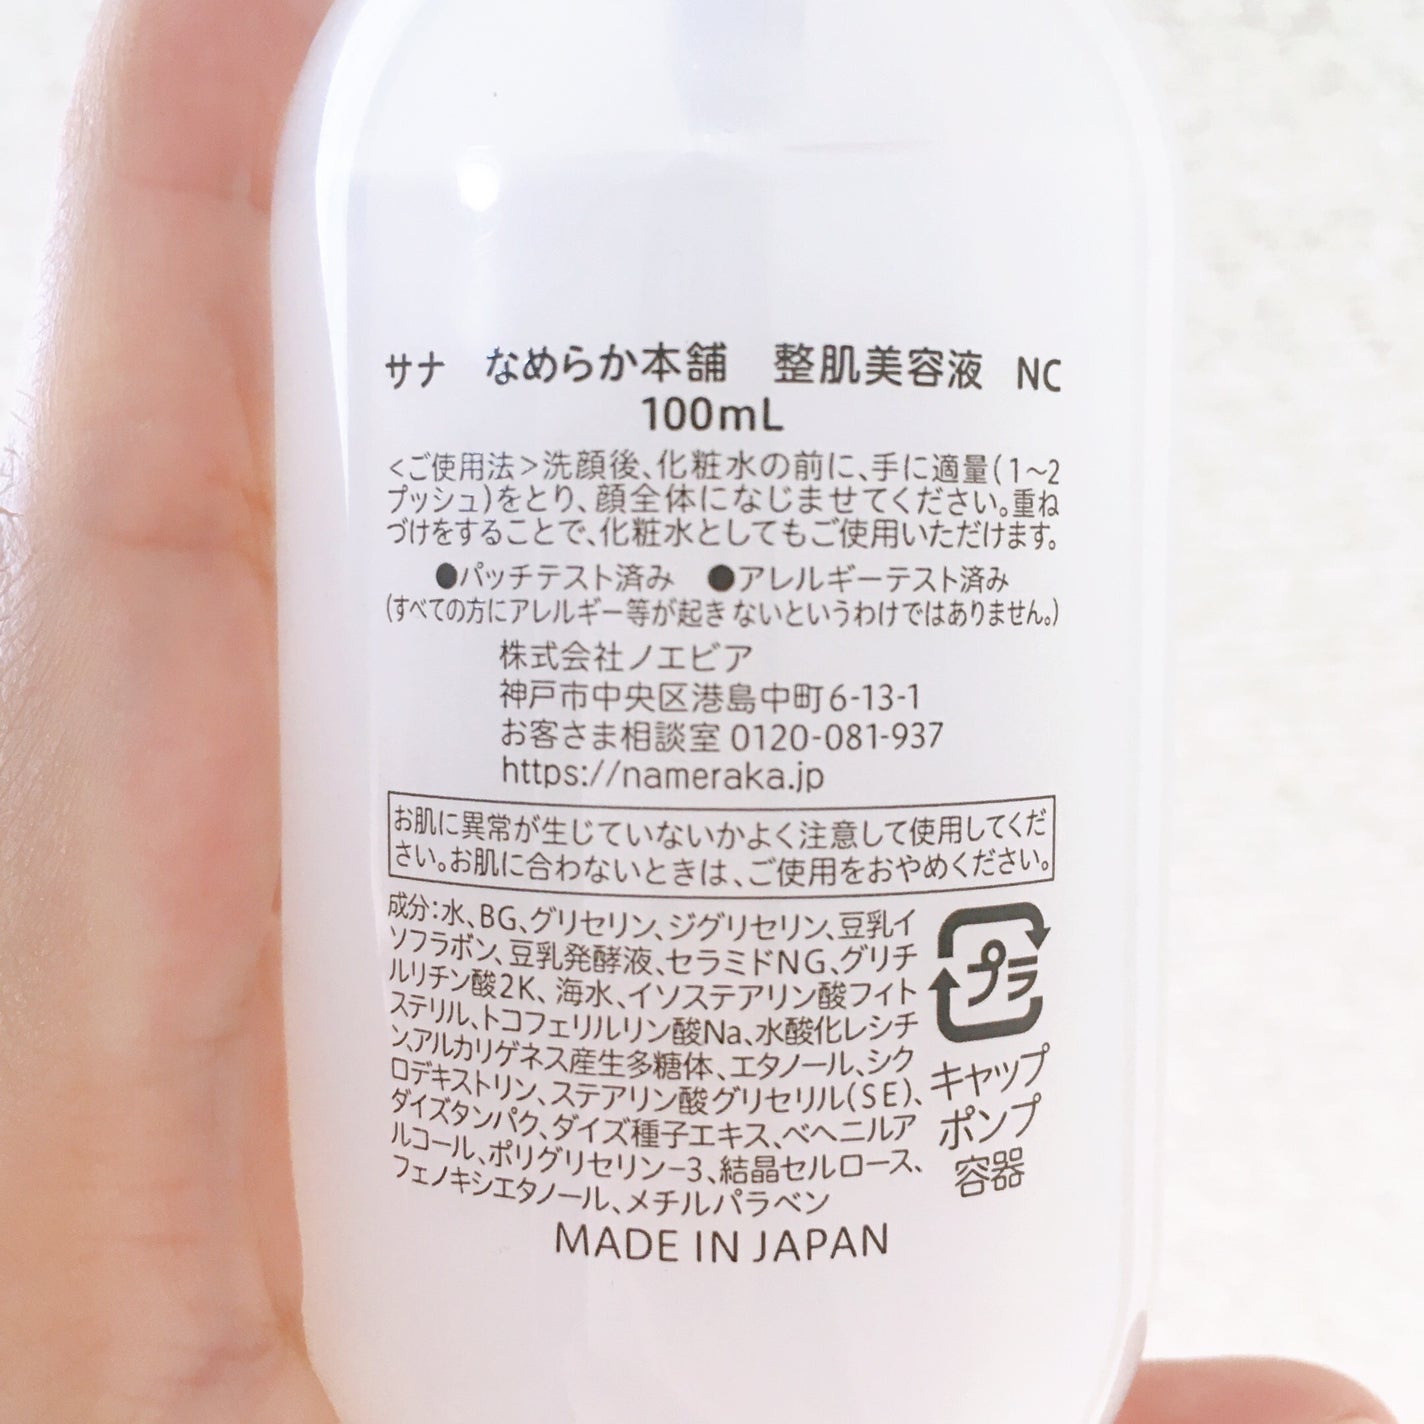 サナ なめらか本舗 整肌美容液 NC
100mL
<ご使用法>洗顔後、化粧水の前に、手に適量(1〜2
プッシュ)をとり、顔全体になじませてください。重ね
づけをすることで、化粧水としてもご使用いただけます。
●パッチテスト済み ●アレルギーテスト済み
(すべての方にアレルギー等が起きないというわけではありません。)
株式会社ノエビア
神戸市中央区港島中町6-13-1
お客さま相談室 0120-081-937
https://nameraka.jp
お肌に異常が生じていないかよく注意して使用してくだ
さい。お肌に合わないときは、ご使用をおやめください。
成分:水、BG、グリセリン、ジグリセリン、豆乳イ
ソフラボン、豆乳発酵液、セラミドNG、グリチ
ルリチン酸2K、海水、イソステアリン酸フィト
ステリル、トコフェリルリン酸Na、水酸化レシチ
ン、アルカリゲネス産生多糖体、エタノール、シク
ロデキストリン、ステアリン酸グリセリル(SE)、
ダイズタンパク、ダイズ種子エキス、ベヘニルア
ルコール、ポリグリセリン-3、結晶セルロース、
フェノキシエタノール、メチルパラベン
プラ
キャップ
ポンプ
容器
MADE IN JAPAN